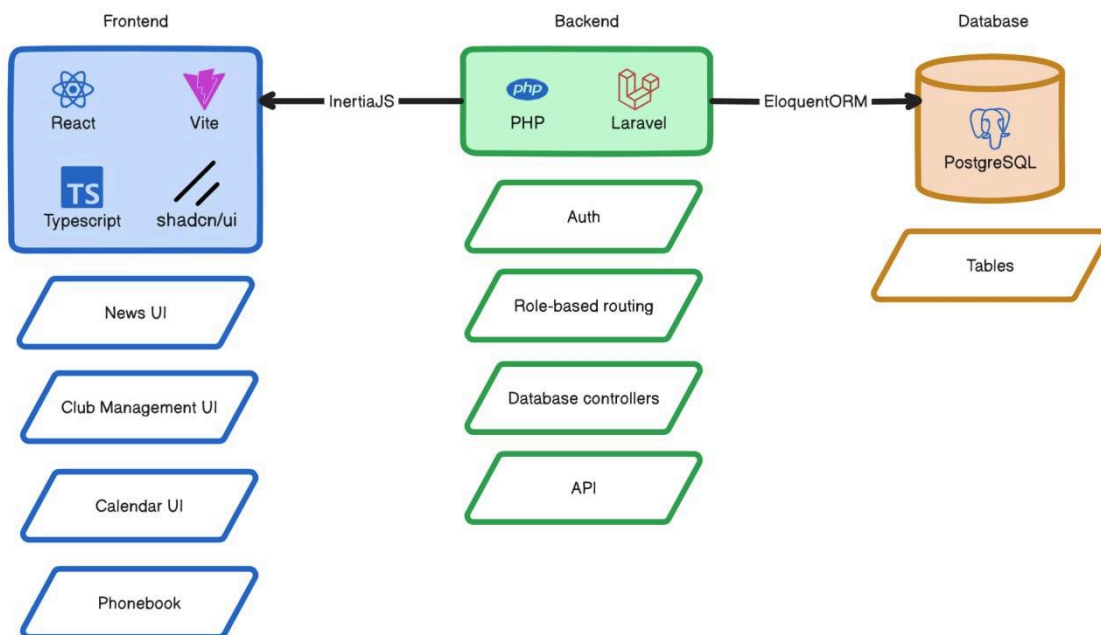 Frontend
Backend
Database
React
Vite
InertiaJS
php
PHP
Laravel
EloquentORM
PostgreSQL
TS
Typescript
shadcn/ui
Auth
Tables
News UI
Role-based routing
Club Management UI
Database controllers
Calendar UI
API
Phonebook